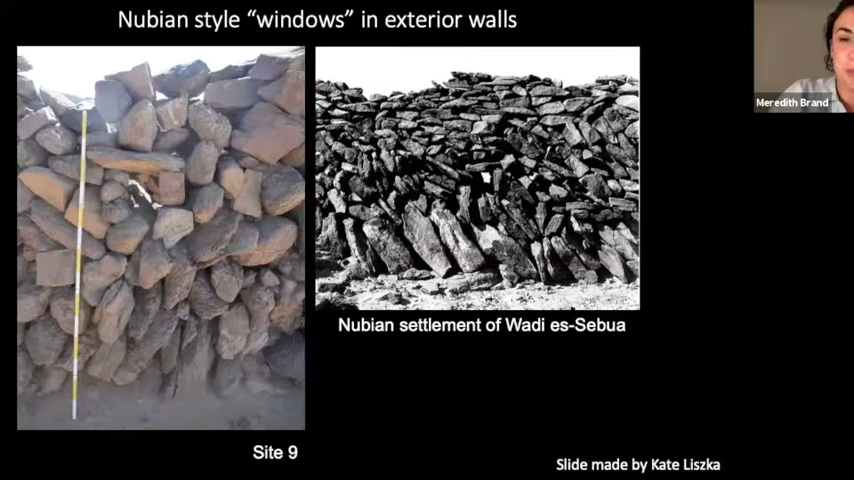 Nubian style “windows” in exterior walls
Meredith Brand
Nubian settlement of Wadi es-Sebua
Site 9
Slide made by Kate Liszka